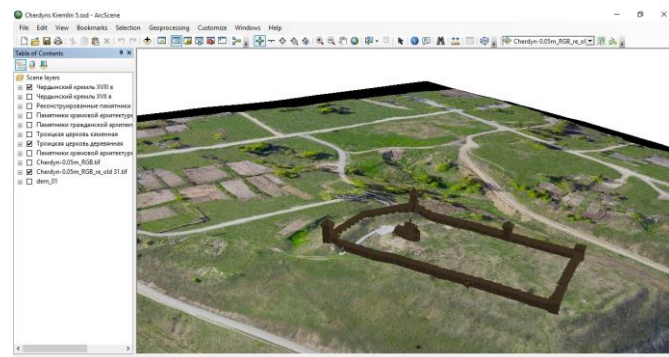 Cherdyns Kremlin 5.sxd - ArcScene
File Edit View Bookmarks Selection Geoprocessing Customize Windows Help
Cherdyn-0.05m_RGB_re_ol
Table of Contents
Scene layers
Чердынский кремль XVIII в
Чердынский кремль XVII в
Реконструированные памятники
Памятники храмовой архитектуры
Памятники гражданской архитект
Троицкая церковь каменная
Троицкая церковь деревянная
Памятники храмовой архитектуры
Cherdyn-0.05m_RGB.tif
Cherdyn-0.05m_RGB_re_old 31.tif
dem_01